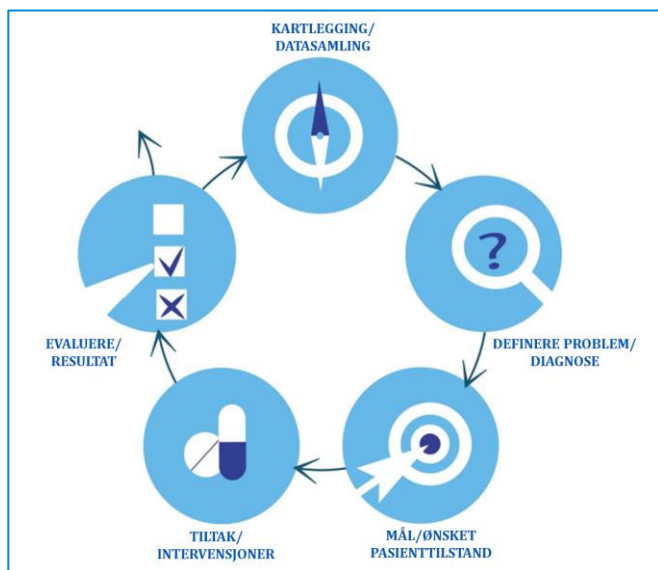 KARTLEGGING/
DATASAMLING
?
DEFINERE PROBLEM/
DIAGNOSE
MÅL/ØNSKET
PASIENTTILSTAND
TILTAK/
INTERVENSJONER
EVALUERE/
RESULTAT